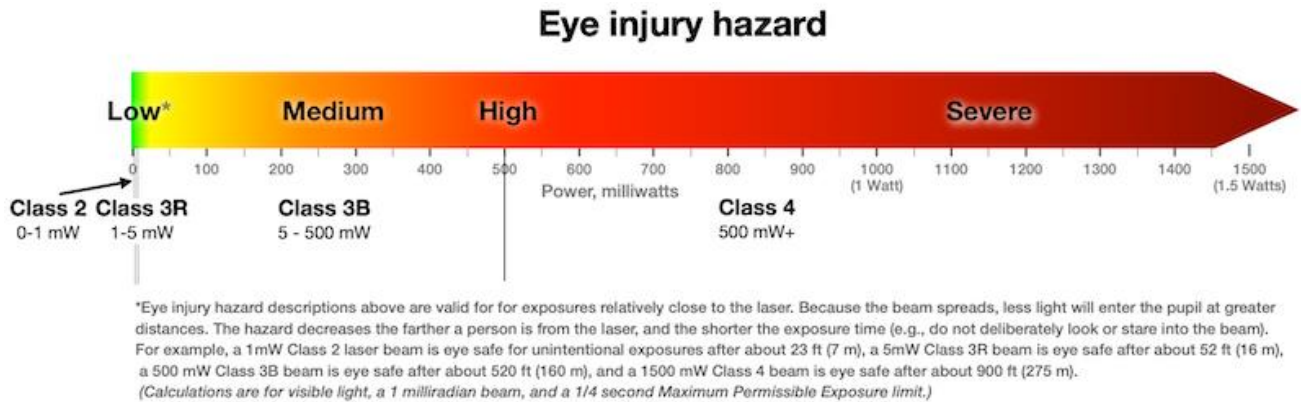 Eye injury hazard
Low* Medium High Severe
0 100 200 300 400 500 600 700 800 900 1000 1100 1200 1300 1400 1500
Power, milliwatts (1 Watt) (1.5 Watts)
Class 2 Class 3R Class 3B Class 4
0-1 mW 1-5 mW 5 - 500 mW 500 mW+
*Eye injury hazard descriptions above are valid for for exposures relatively close to the laser. Because the beam spreads, less light will enter the pupil at greater
distances. The hazard decreases the farther a person is from the laser, and the shorter the exposure time (e.g., do not deliberately look or stare into the beam).
For example, a 1mW Class 2 laser beam is eye safe for unintentional exposures after about 23 ft (7 m), a 5mW Class 3R beam is eye safe after about 52 ft (16 m),
a 500 mW Class 3B beam is eye safe after about 520 ft (160 m), and a 1500 mW Class 4 beam is eye safe after about 900 ft (275 m).
(Calculations are for visible light, a 1 milliradian beam, and a 1/4 second Maximum Permissible Exposure limit.)